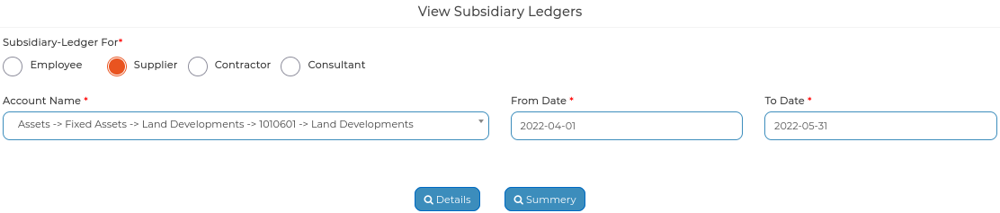 View Subsidiary Ledgers
Subsidiary-Ledger For*
Employee Supplier Contractor Consultant
Account Name * From Date * To Date *
Assets -> Fixed Assets -> Land Developments -> 1010601 -> Land Developments 2022-04-01 2022-05-31
Details Summery